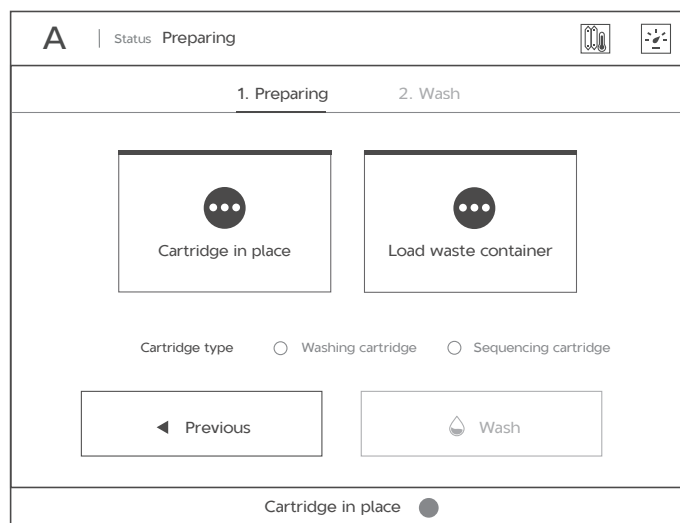 A Status Preparing
1. Preparing 2. Wash
Cartridge in place Load waste container
Cartridge type Washing cartridge Sequencing cartridge
Previous Wash
Cartridge in place